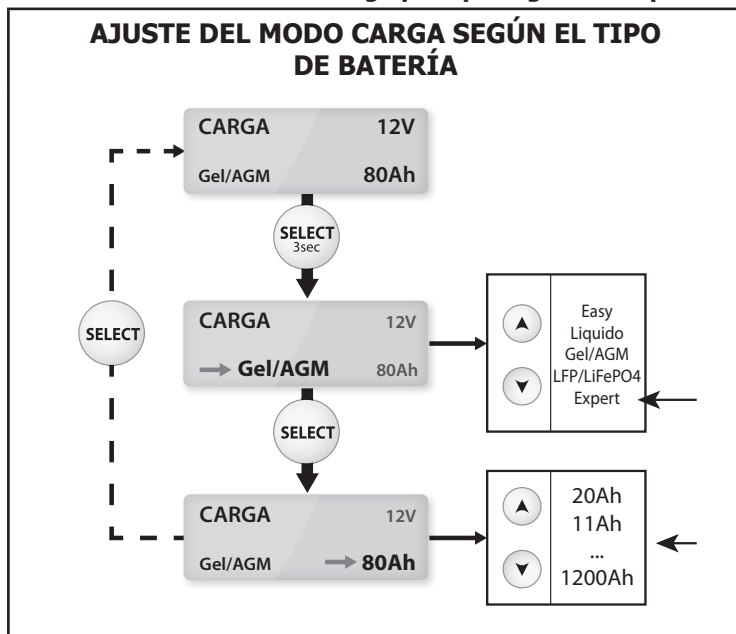 AJUSTE DEL MODO CARGA SEGÚN EL TIPO
DE BATERÍA
CARGA 12V
Gel/AGM 80Ah
SELECT
3sec
SELECT
CARGA 12V
Gel/AGM 80Ah
Easy
Liquido
Gel/AGM
LFP/LiFePO4
Expert
SELECT
CARGA 12V
Gel/AGM 80Ah
20Ah
11Ah
...
1200Ah